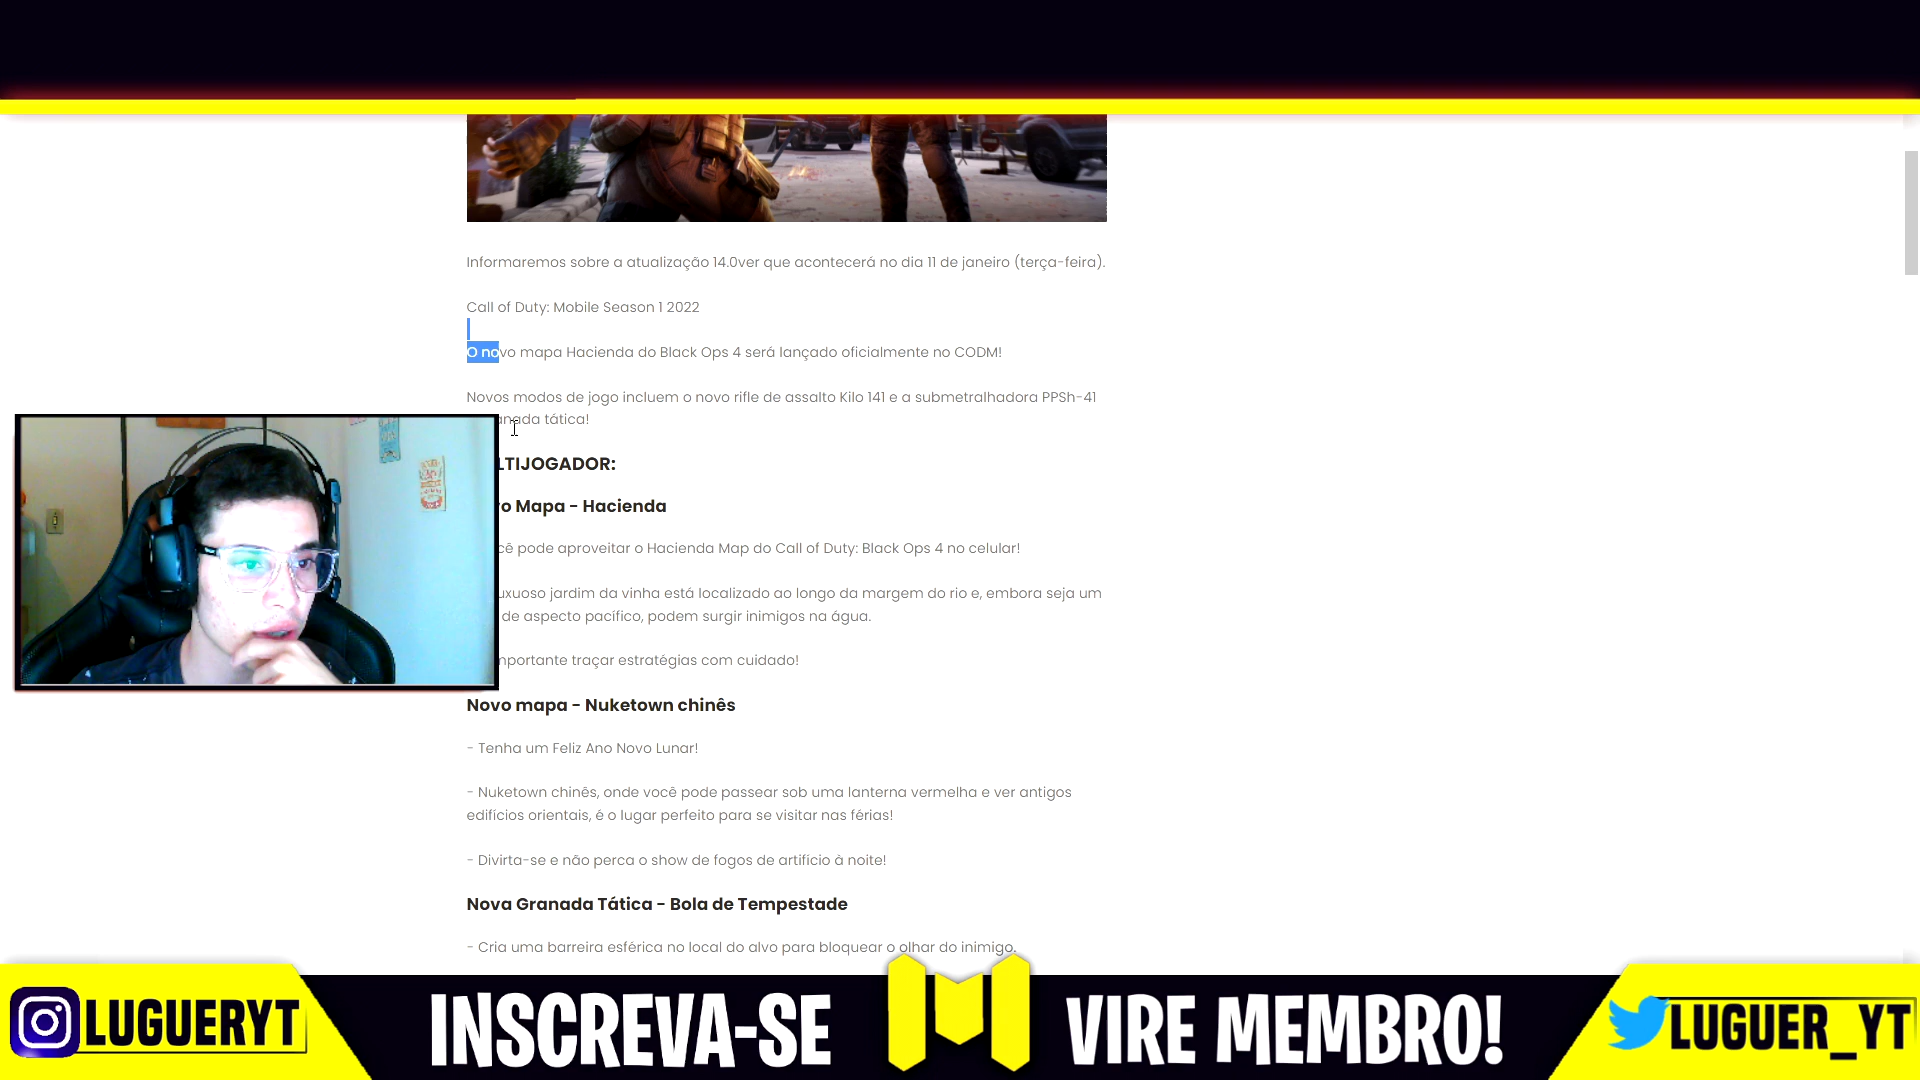 Informaremos sobre a atualização 14.0ver que acontecerá no dia 11 de janeiro (terça-feira).
Call of Duty: Mobile Season 1 2022
O novo mapa Hacienda do Black Ops 4 será lançado oficialmente no CODM!
Novos modos de jogo incluem o novo rifle de assalto Kilo 141 e a submetralhadora PPSh-41
anada tática!
LTIJOGADOR:
o Mapa - Hacienda
cê pode aproveitar o Hacienda Map do Call of Duty: Black Ops 4 no celular!
uxuoso jardim da vinha está localizado ao longo da margem do rio e, embora seja um
de aspecto pacífico, podem surgir inimigos na água.
mportante traçar estratégias com cuidado!
Novo mapa - Nuketown chinês
- Tenha um Feliz Ano Novo Lunar!
- Nuketown chinês, onde você pode passear sob uma lanterna vermelha e ver antigos
edifícios orientais, é o lugar perfeito para se visitar nas férias!
- Divirta-se e não perca o show de fogos de artifício à noite!
Nova Granada Tática - Bola de Tempestade
- Cria uma barreira esférica no local do alvo para bloquear o olhar do inimigo.
LUGUERYT
INSCREVA-SE
VIRE MEMBRO!
LUGUER_YT